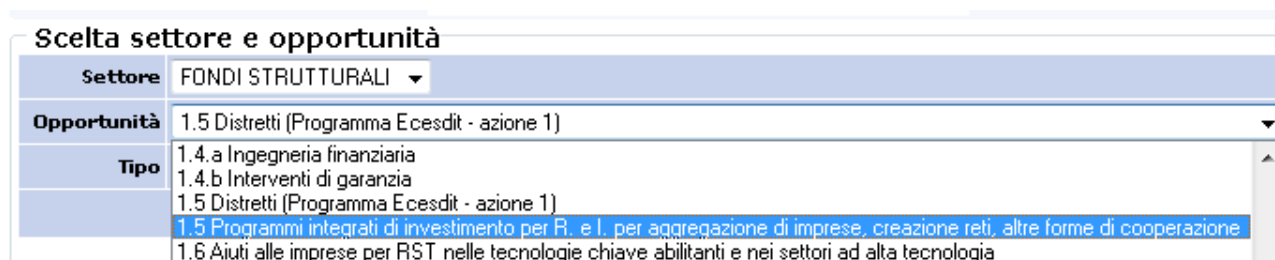 Scelta settore e opportunità
Settore FONDI STRUTTURALI
Opportunità 1.5 Distretti (Programma Ecesdit - azione 1)
Tipo
1.4.a Ingegneria finanziaria
1.4.b Interventi di garanzia
1.5 Distretti (Programma Ecesdit - azione 1)
1.5 Programmi integrati di investimento per R. e I. per aggregazione di imprese, creazione reti, altre forme di cooperazione
1.6 Aiuti alle imprese per RST nelle tecnologie chiave abilitanti e nei settori ad alta tecnologia